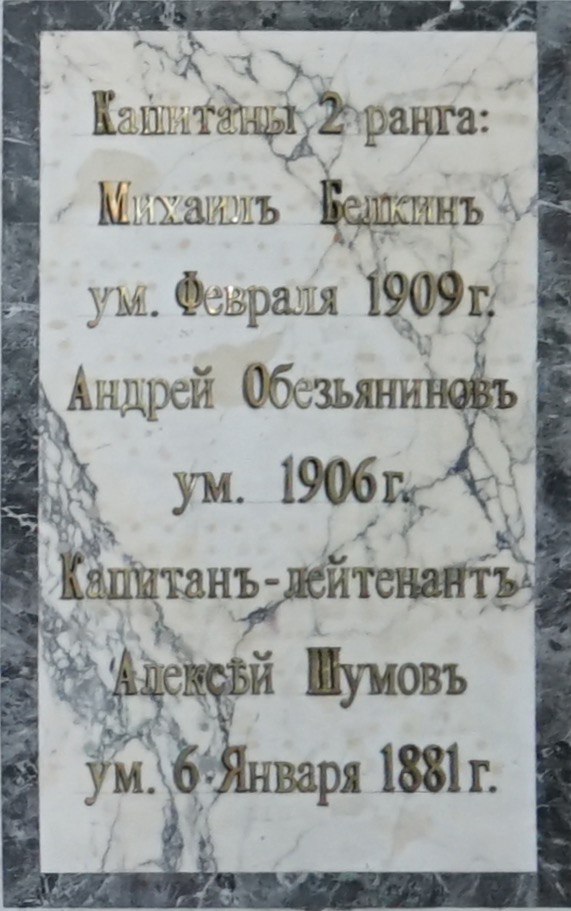 Капитаны 2 ранга:
Михаилъ Белкинъ
ум. Февраля 1909 г.
Андрей Обезьяниновъ
ум. 1906 г.
Капитанъ-лейтенантъ
Алексѣй Шумовъ
ум. 6 Января 1881 г.